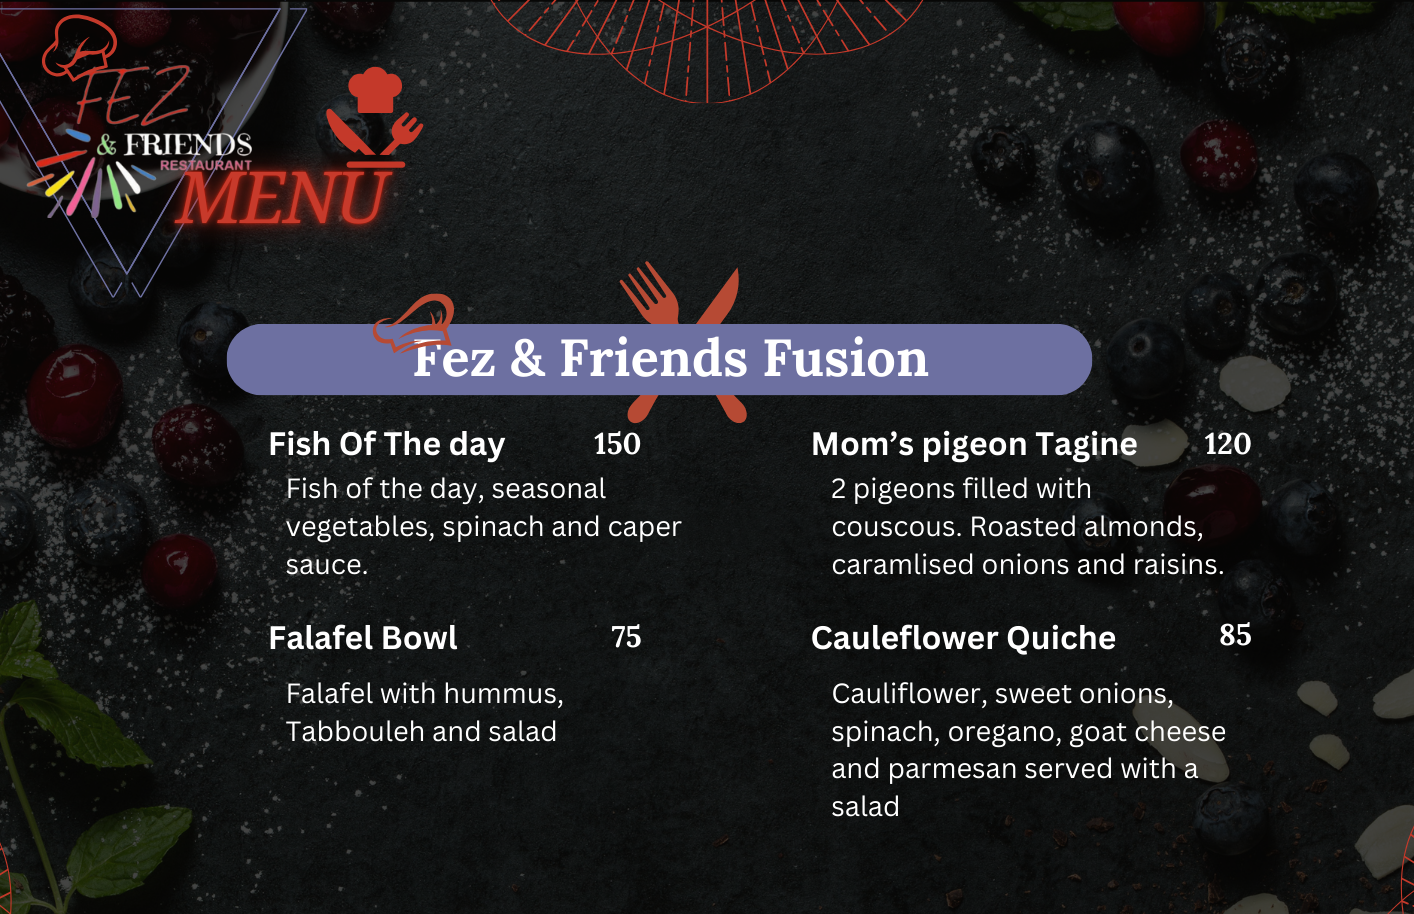 FEZ
& FRIENDS
RESTAURANT
MENU
Fez & Friends Fusion
Fish Of The day 150
Fish of the day, seasonal
vegetables, spinach and caper
sauce.
Falafel Bowl 75
Falafel with hummus,
Tabbouleh and salad
Mom’s pigeon Tagine 120
2 pigeons filled with
couscous. Roasted almonds,
caramlised onions and raisins.
Cauleflower Quiche 85
Cauliflower, sweet onions,
spinach, oregano, goat cheese
and parmesan served with a
salad